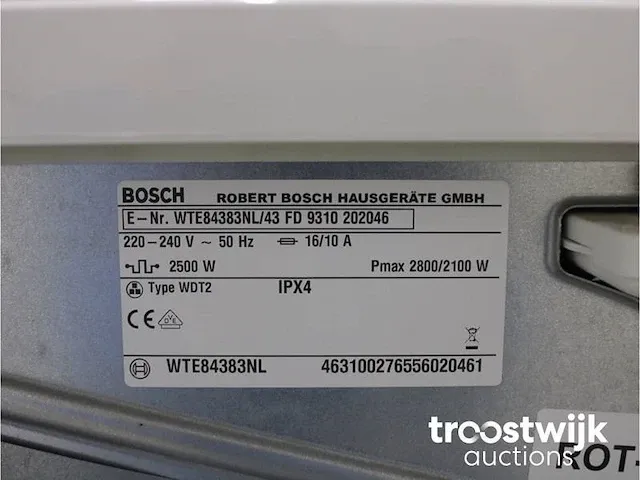 BOSCH ROBERT BOSCH HAUSGERÄTE GMBH
E-Nr. WTE84383NL/43 FD 9310 202046
220-240 V ~ 50 Hz 16/10 A
2500 W Pmax 2800/2100 W
Type WDT2 IPX4
CE DVE
WTE84383NL 463100276556020461
troostwijk
auctions
ROT-